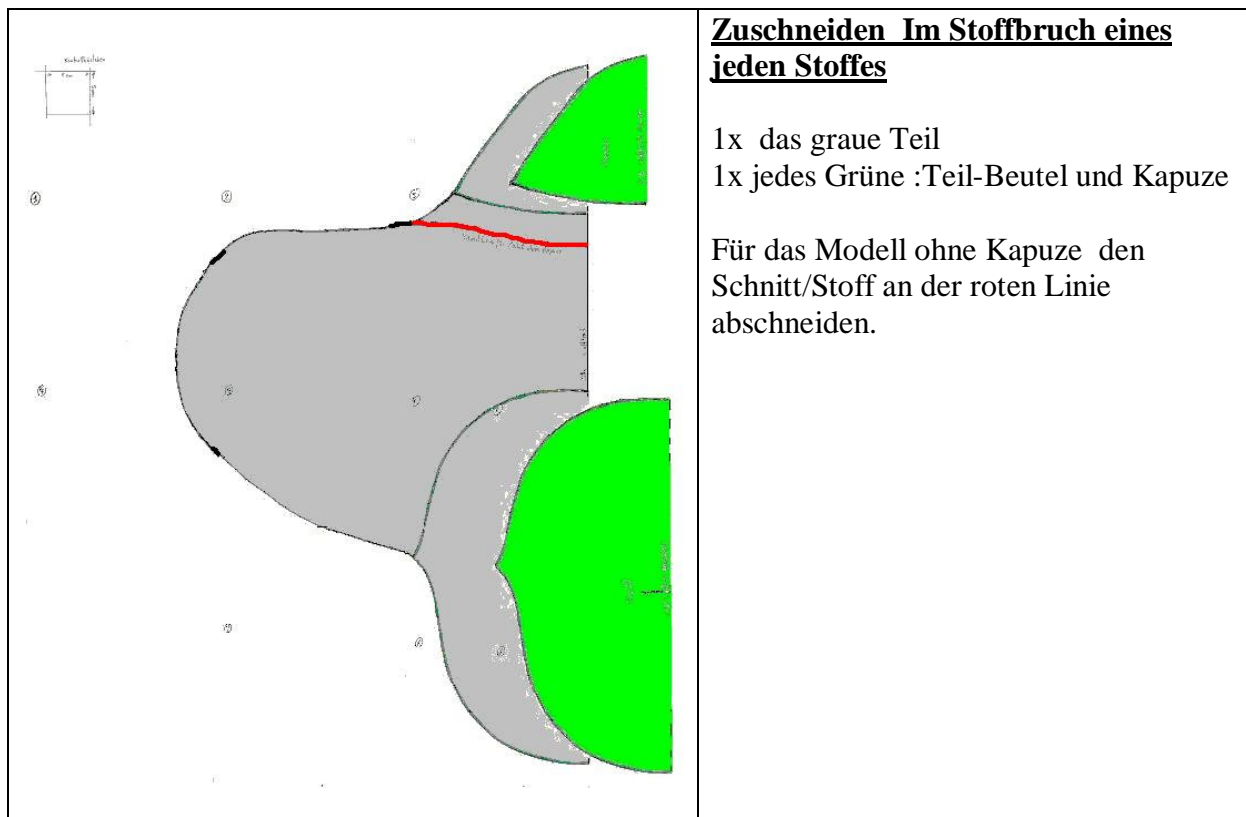 Zuschneiden  Im Stoffbruch eines
jeden Stoffes
1x  das graue Teil
1x jedes Grüne :Teil-Beutel und Kapuze
Für das Modell ohne Kapuze  den
Schnitt/Stoff an der roten Linie
abschneiden.